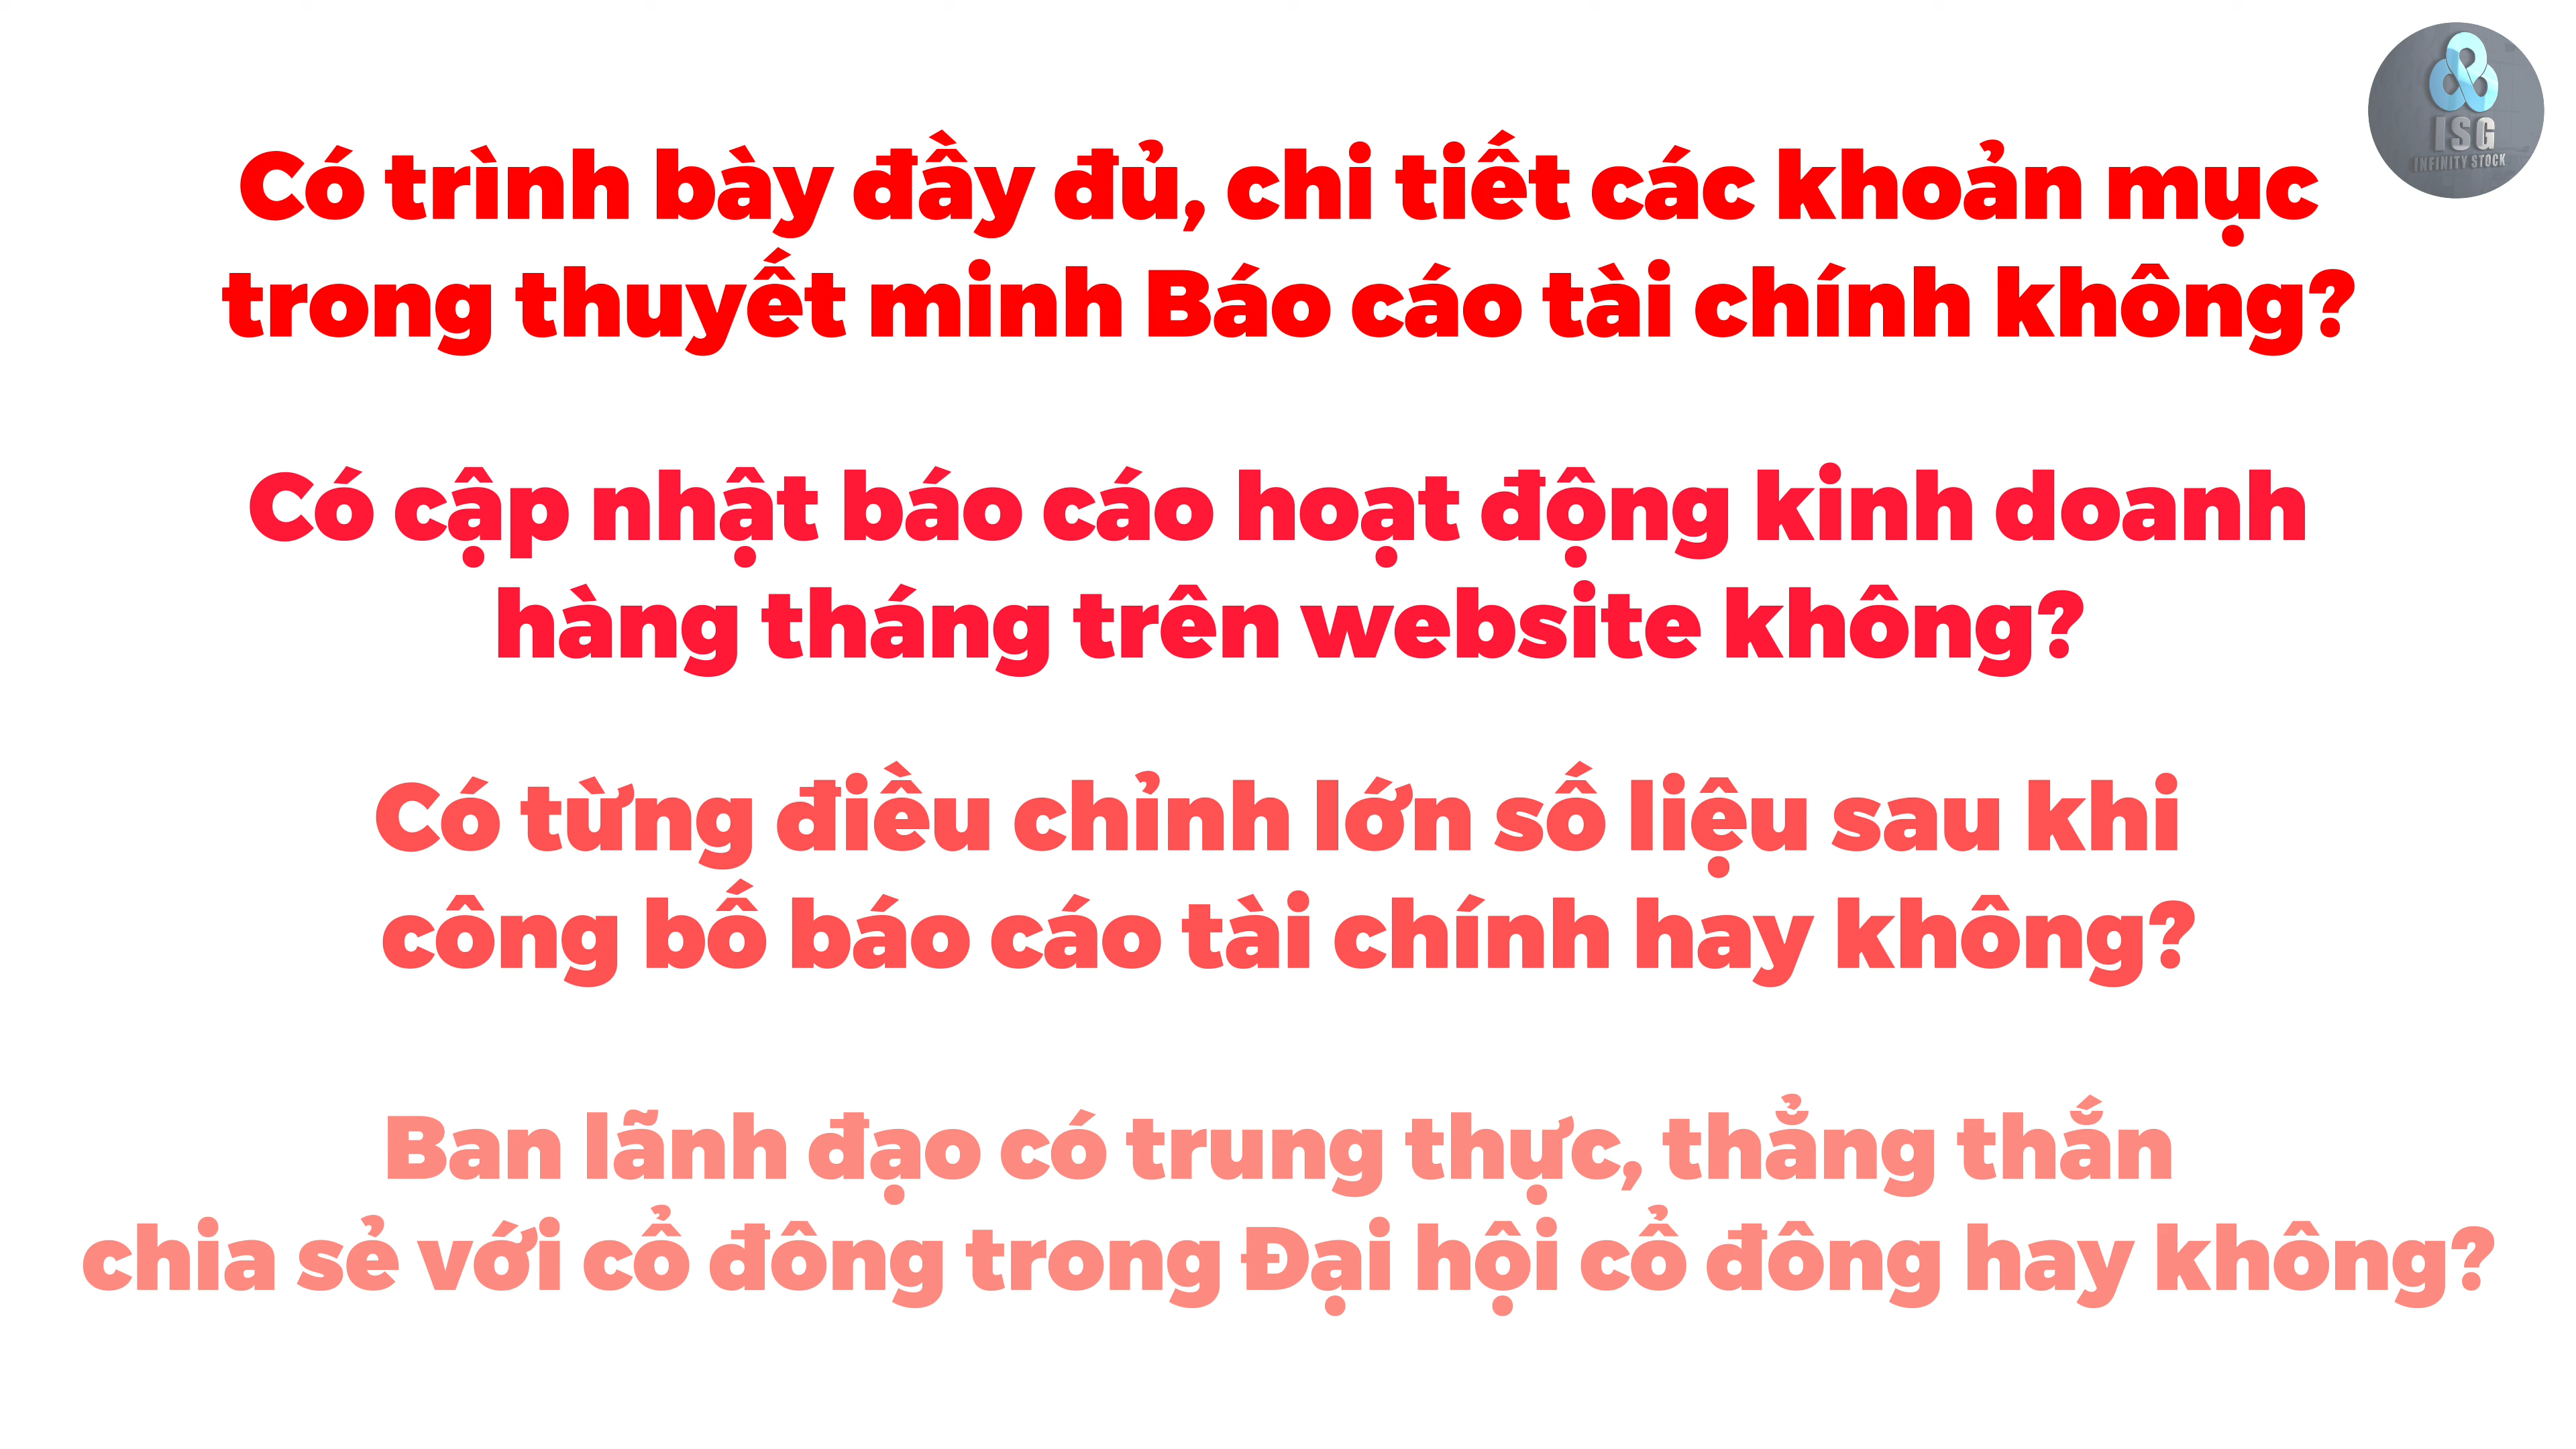 ISG
INFINITY STOCK
Có trình bày đầy đủ, chi tiết các khoản mục
trong thuyết minh Báo cáo tài chính không?
Có cập nhật báo cáo hoạt động kinh doanh
hàng tháng trên website không?
Có từng điều chỉnh lớn số liệu sau khi
công bố báo cáo tài chính hay không?
Ban lãnh đạo có trung thực, thẳng thắn
chia sẻ với cổ đông trong Đại hội cổ đông hay không?